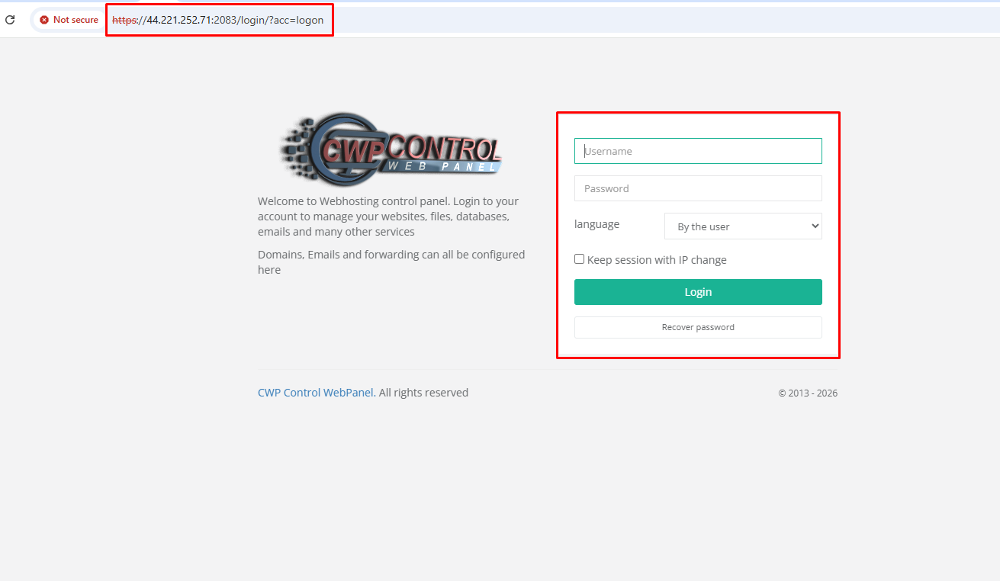 Not secure
https://44.221.252.71:2083/login/?acc=logon
CWP CONTROL
WEB PANEL
Welcome to Webhosting control panel. Login to your
account to manage your websites, files, databases,
emails and many other services
Domains, Emails and forwarding can all be configured
here
Username
Password
language
By the user
Keep session with IP change
Login
Recover password
CWP Control WebPanel. All rights reserved
© 2013 - 2026